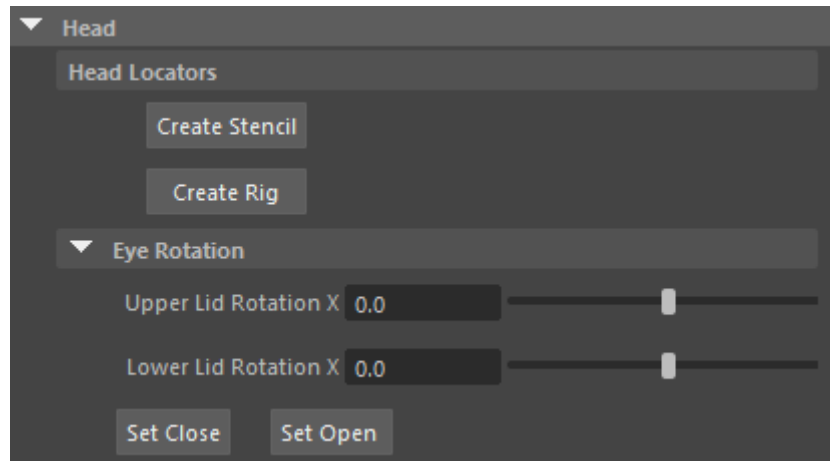 Head
Head Locators
Create Stencil
Create Rig
Eye Rotation
Upper Lid Rotation X 0.0
Lower Lid Rotation X 0.0
Set Close Set Open